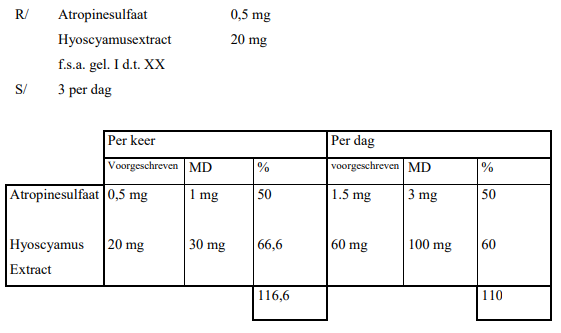 R/ Atropinesulfaat 0,5 mg
Hyoscyamusextract 20 mg
f.s.a. gel. I d.t. XX
S/ 3 per dag
Per keer Per dag
Voorgeschreven MD % voorgeschreven MD %
Atropinesulfaat 0,5 mg 1 mg 50 1.5 mg 3 mg 50
Hyoscyamus 20 mg 30 mg 66,6 60 mg 100 mg 60
Extract
116,6 110